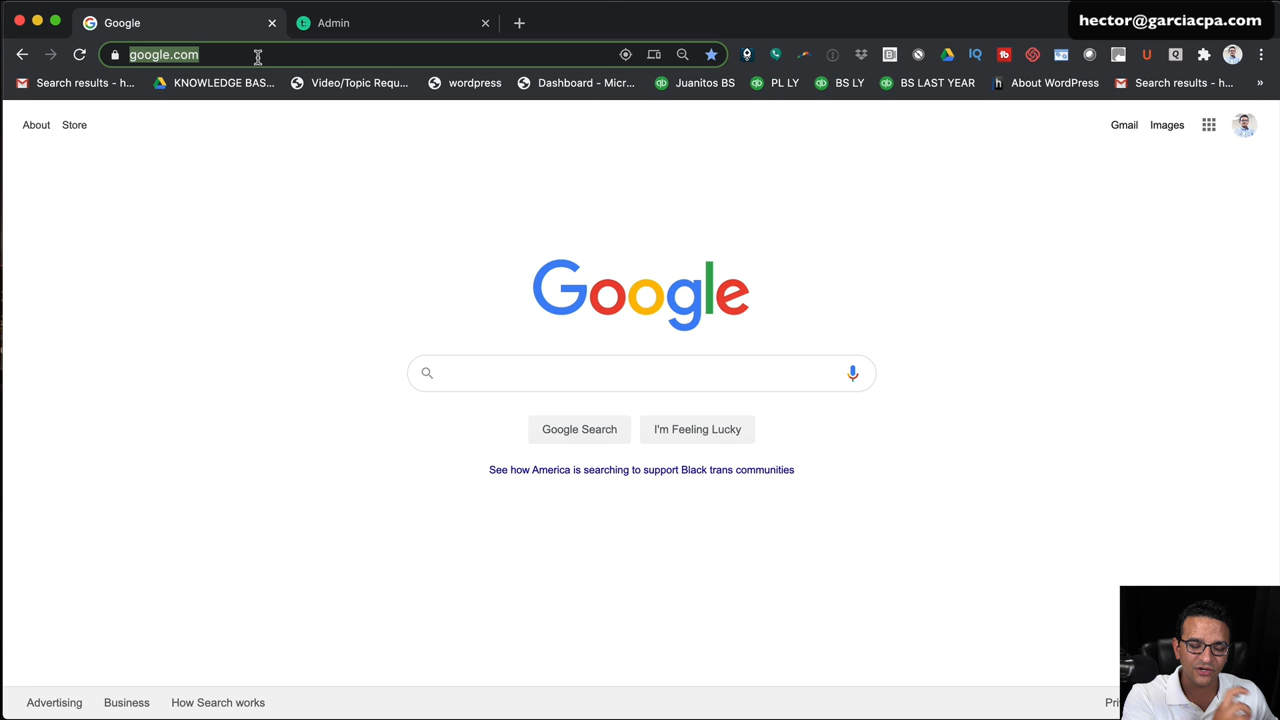 Google
Admin
hector@garciacpa.com
google.com
Search results - h...
KNOWLEDGE BAS...
Video/Topic Requ...
wordpress
Dashboard - Micr...
Juanitos BS
PL LY
BS LY
BS LAST YEAR
About WordPress
Search results - h...
»
About
Store
Gmail
Images
Google
Google Search
I'm Feeling Lucky
See how America is searching to support Black trans communities
Advertising
Business
How Search works